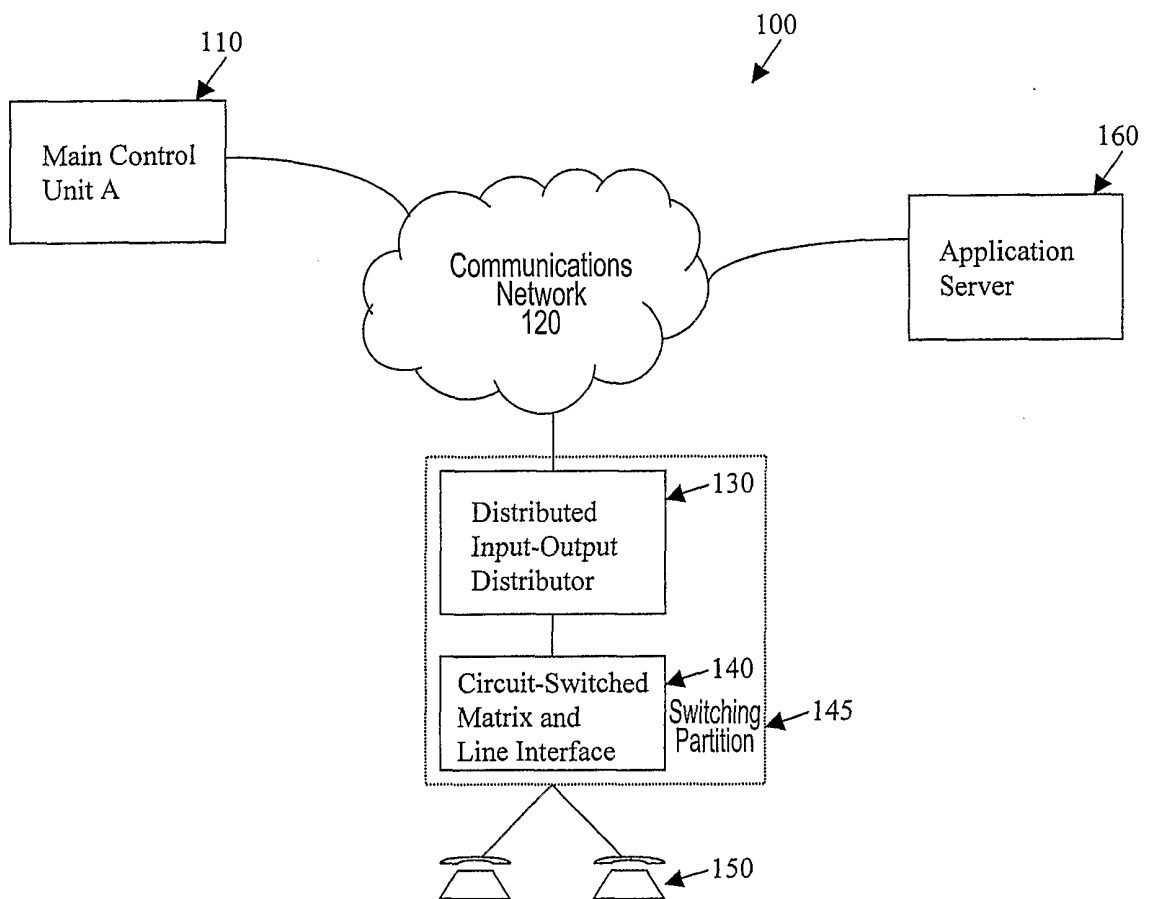 100
110
Main Control
Unit A
160
Application
Server
Communications
Network
120
130
Distributed
Input-Output
Distributor
140
Circuit-Switched
Matrix and
Line Interface
Switching
Partition
145
150